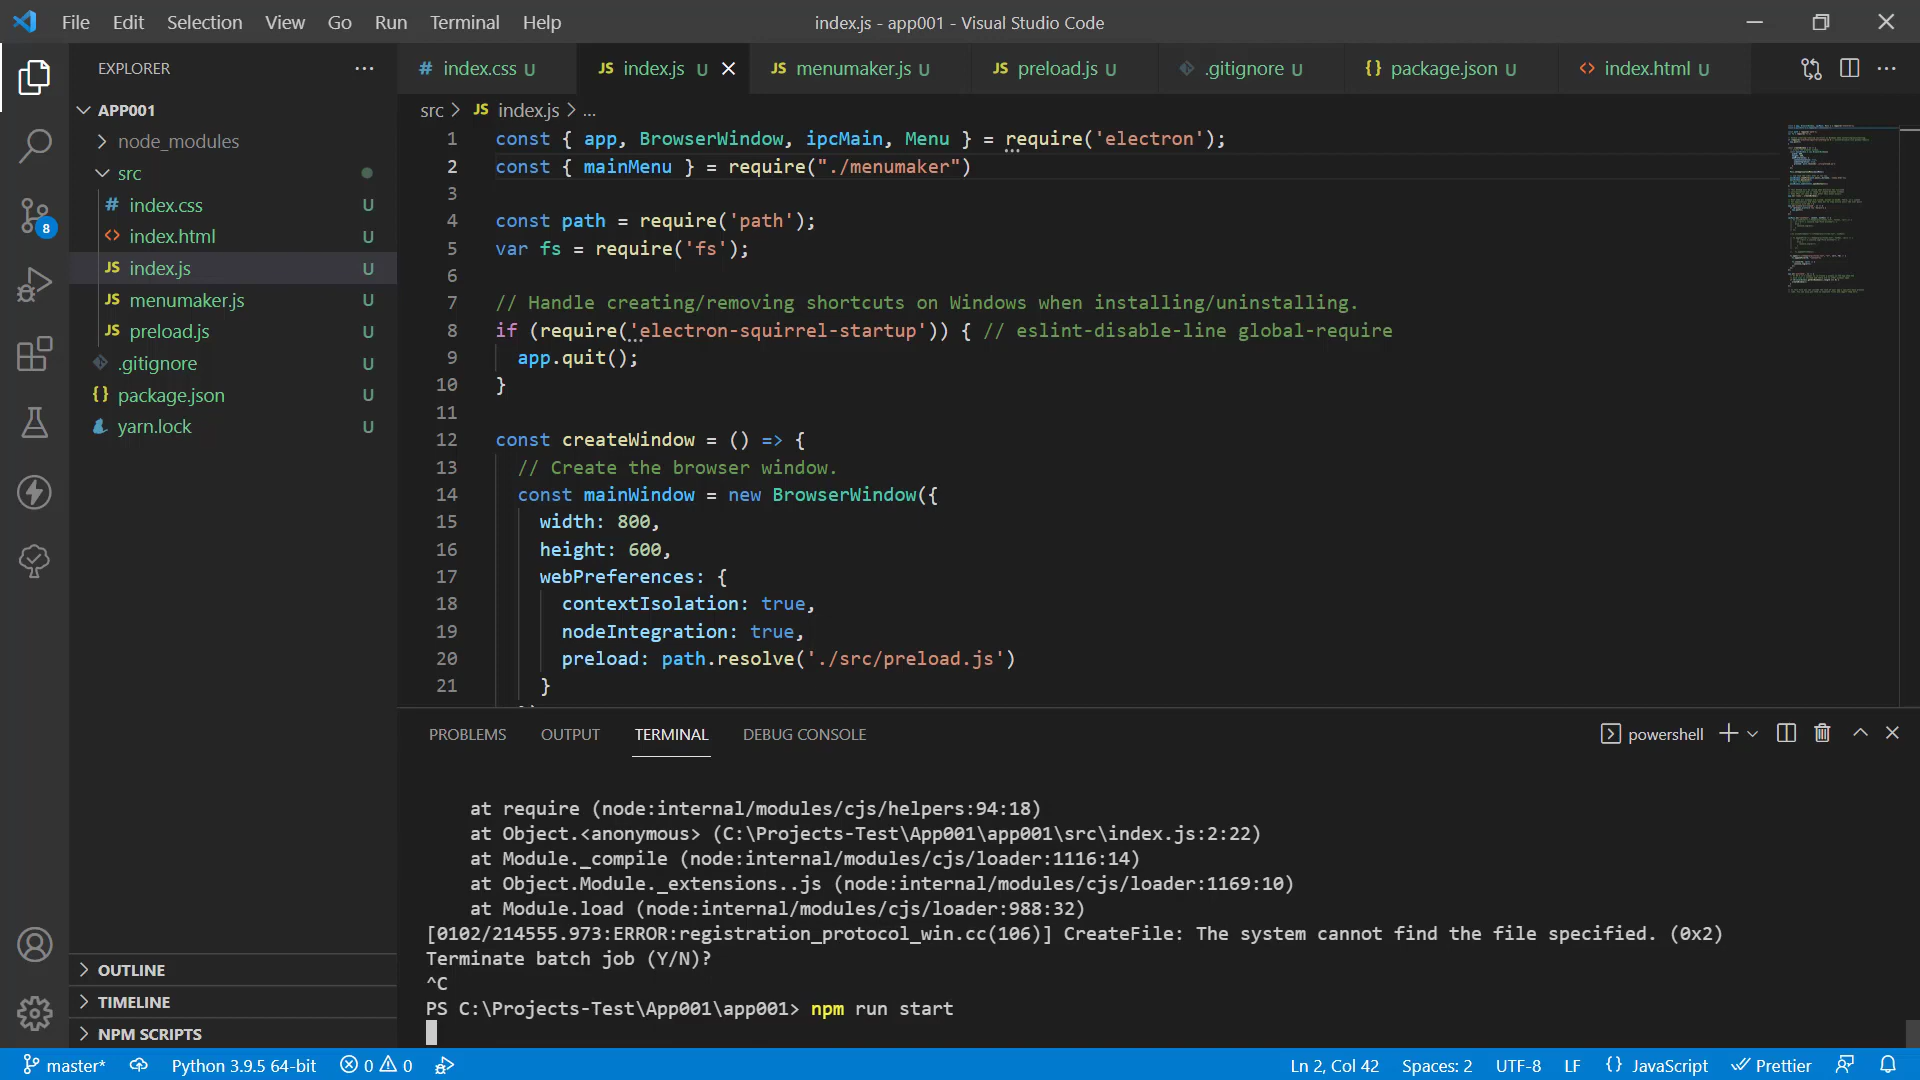 File Edit Selection View Go Run Terminal Help
index.js - app001 - Visual Studio Code
EXPLORER
APP001
node_modules
src
# index.css U
<> index.html U
JS index.js U
JS menumaker.js U
JS preload.js U
.gitignore U
{} package.json U
yarn.lock U
8
OUTLINE
TIMELINE
NPM SCRIPTS
# index.css U JS index.js U JS menumaker.js U JS preload.js U .gitignore U {} package.json U <> index.html U
src > JS index.js > ...
1 const { app, BrowserWindow, ipcMain, Menu } = require('electron');
2 const { mainMenu } = require("./menumaker")
3
4 const path = require('path');
5 var fs = require('fs');
6
7 // Handle creating/removing shortcuts on Windows when installing/uninstalling.
8 if (require('electron-squirrel-startup')) { // eslint-disable-line global-require
9 app.quit();
10 }
11
12 const createWindow = () => {
13 // Create the browser window.
14 const mainWindow = new BrowserWindow({
15 width: 800,
16 height: 600,
17 webPreferences: {
18 contextIsolation: true,
19 nodeIntegration: true,
20 preload: path.resolve('./src/preload.js')
21 }
PROBLEMS OUTPUT TERMINAL DEBUG CONSOLE
powershell
at require (node:internal/modules/cjs/helpers:94:18)
at Object.<anonymous> (C:\Projects-Test\App001\app001\src\index.js:2:22)
at Module._compile (node:internal/modules/cjs/loader:1116:14)
at Object.Module._extensions..js (node:internal/modules/cjs/loader:1169:10)
at Module.load (node:internal/modules/cjs/loader:988:32)
[0102/214555.973:ERROR:registration_protocol_win.cc(106)] CreateFile: The system cannot find the file specified. (0x2)
Terminate batch job (Y/N)?
^C
PS C:\Projects-Test\App001\app001> npm run start
master* Python 3.9.5 64-bit 0 0
Ln 2, Col 42 Spaces: 2 UTF-8 LF {} JavaScript Prettier